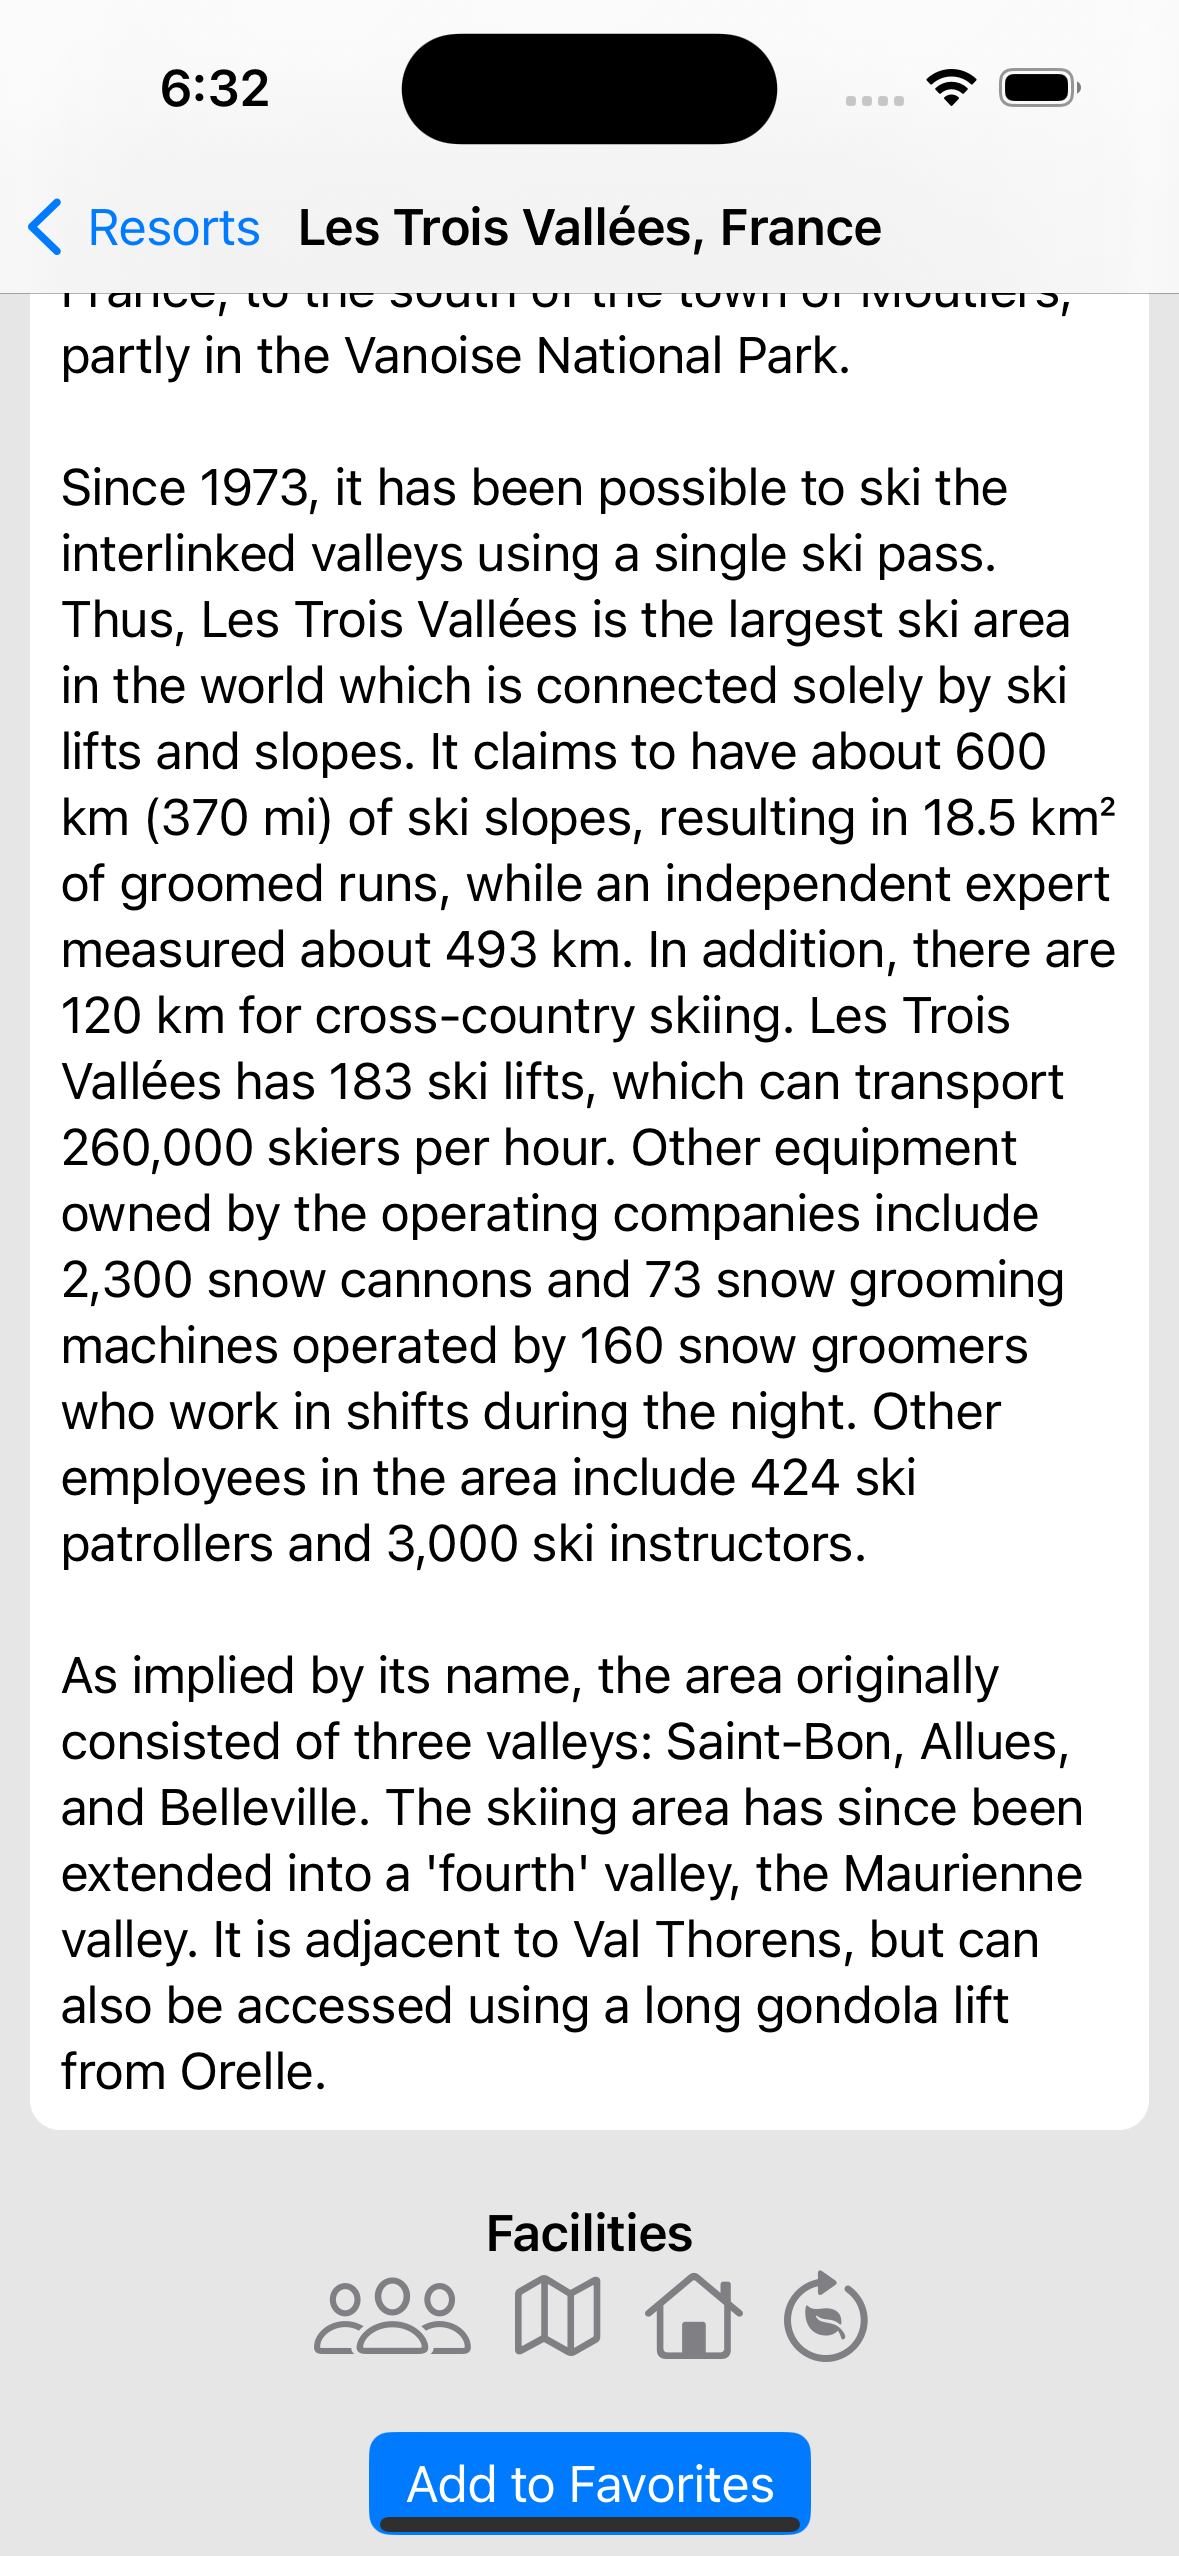 6:32
Resorts Les Trois Vallées, France
France, to the south of the town of Moûtiers,
partly in the Vanoise National Park.
Since 1973, it has been possible to ski the
interlinked valleys using a single ski pass.
Thus, Les Trois Vallées is the largest ski area
in the world which is connected solely by ski
lifts and slopes. It claims to have about 600
km (370 mi) of ski slopes, resulting in 18.5 km²
of groomed runs, while an independent expert
measured about 493 km. In addition, there are
120 km for cross-country skiing. Les Trois
Vallées has 183 ski lifts, which can transport
260,000 skiers per hour. Other equipment
owned by the operating companies include
2,300 snow cannons and 73 snow grooming
machines operated by 160 snow groomers
who work in shifts during the night. Other
employees in the area include 424 ski
patrollers and 3,000 ski instructors.
As implied by its name, the area originally
consisted of three valleys: Saint-Bon, Allues,
and Belleville. The skiing area has since been
extended into a 'fourth' valley, the Maurienne
valley. It is adjacent to Val Thorens, but can
also be accessed using a long gondola lift
from Orelle.
Facilities
Add to Favorites